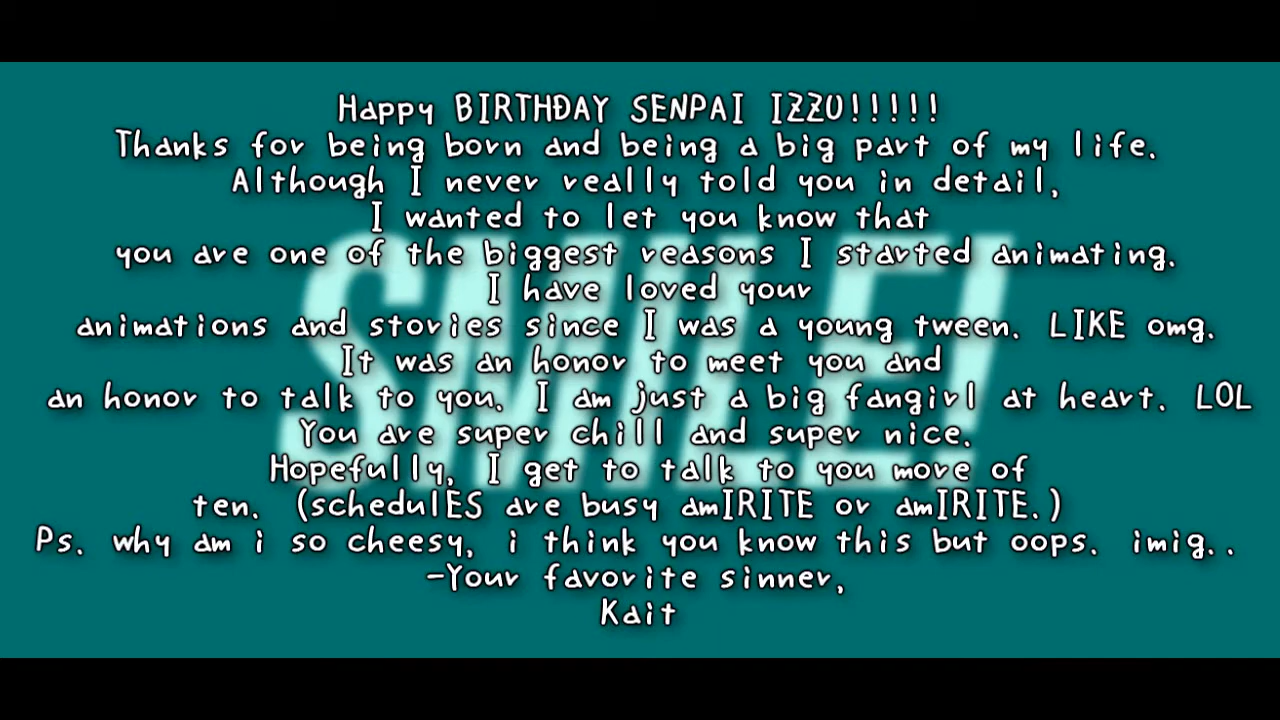 Happy BIRTHDAY SENPAI IZZU!!!!!
Thanks for being born and being a big part of my life.
Although I never really told you in detail,
I wanted to let you know that
you are one of the biggest reasons I started animating.
I have loved your
animations and stories since I was a young tween. LIKE omg.
It was an honor to meet you and
an honor to talk to you. I am just a big fangirl at heart. LOL
You are super chill and super nice.
Hopefully, I get to talk to you more of
ten. (schedulES are busy amIRITE or amIRITE.)
Ps. why am i so cheesy, i think you know this but oops. imig..
-Your favorite sinner,
Kait
SMILE!